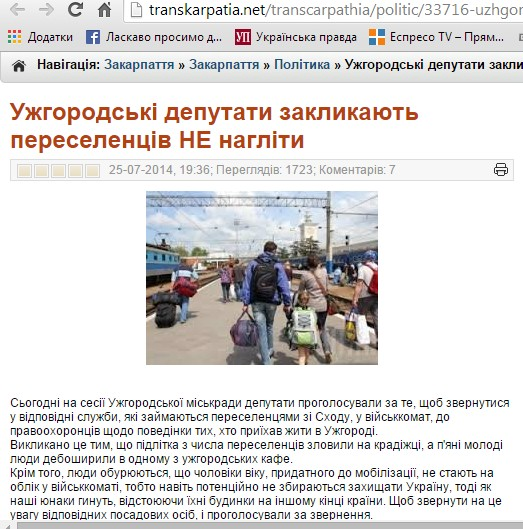 transkarpatia.net/transcarpathia/politic/33716-uzhgor
Додатки Ласкаво просимо д... УП Українська правда Еспресо TV – Прям...
Навігація: Закарпаття » Закарпаття » Політика » Ужгородські депутати закли
Ужгородські депутати закликають
переселенців НЕ нагліти
25-07-2014, 19:36; Переглядів: 1723; Коментарів: 7
Сьогодні на сесії Ужгородської міськради депутати проголосували за те, щоб звернутися
у відповідні служби, які займаються переселенцями зі Сходу, у військкомат, до
правоохоронців щодо поведінки тих, хто приїхав жити в Ужгороді.
Викликано це тим, що підлітка з числа переселенців зловили на крадіжці, а п'яні молоді
люди дебоширили в одному з ужгородських кафе.
Крім того, люди обурюються, що чоловіки віку, придатного до мобілізації, не стають на
облік у військкоматі, тобто навіть потенційно не збираються захищати Україну, тоді як
наші юнаки гинуть, відстоюючи їхні будинки на іншому кінці країни. Щоб звернути на це
увагу відповідних посадових осіб, і проголосували за звернення.